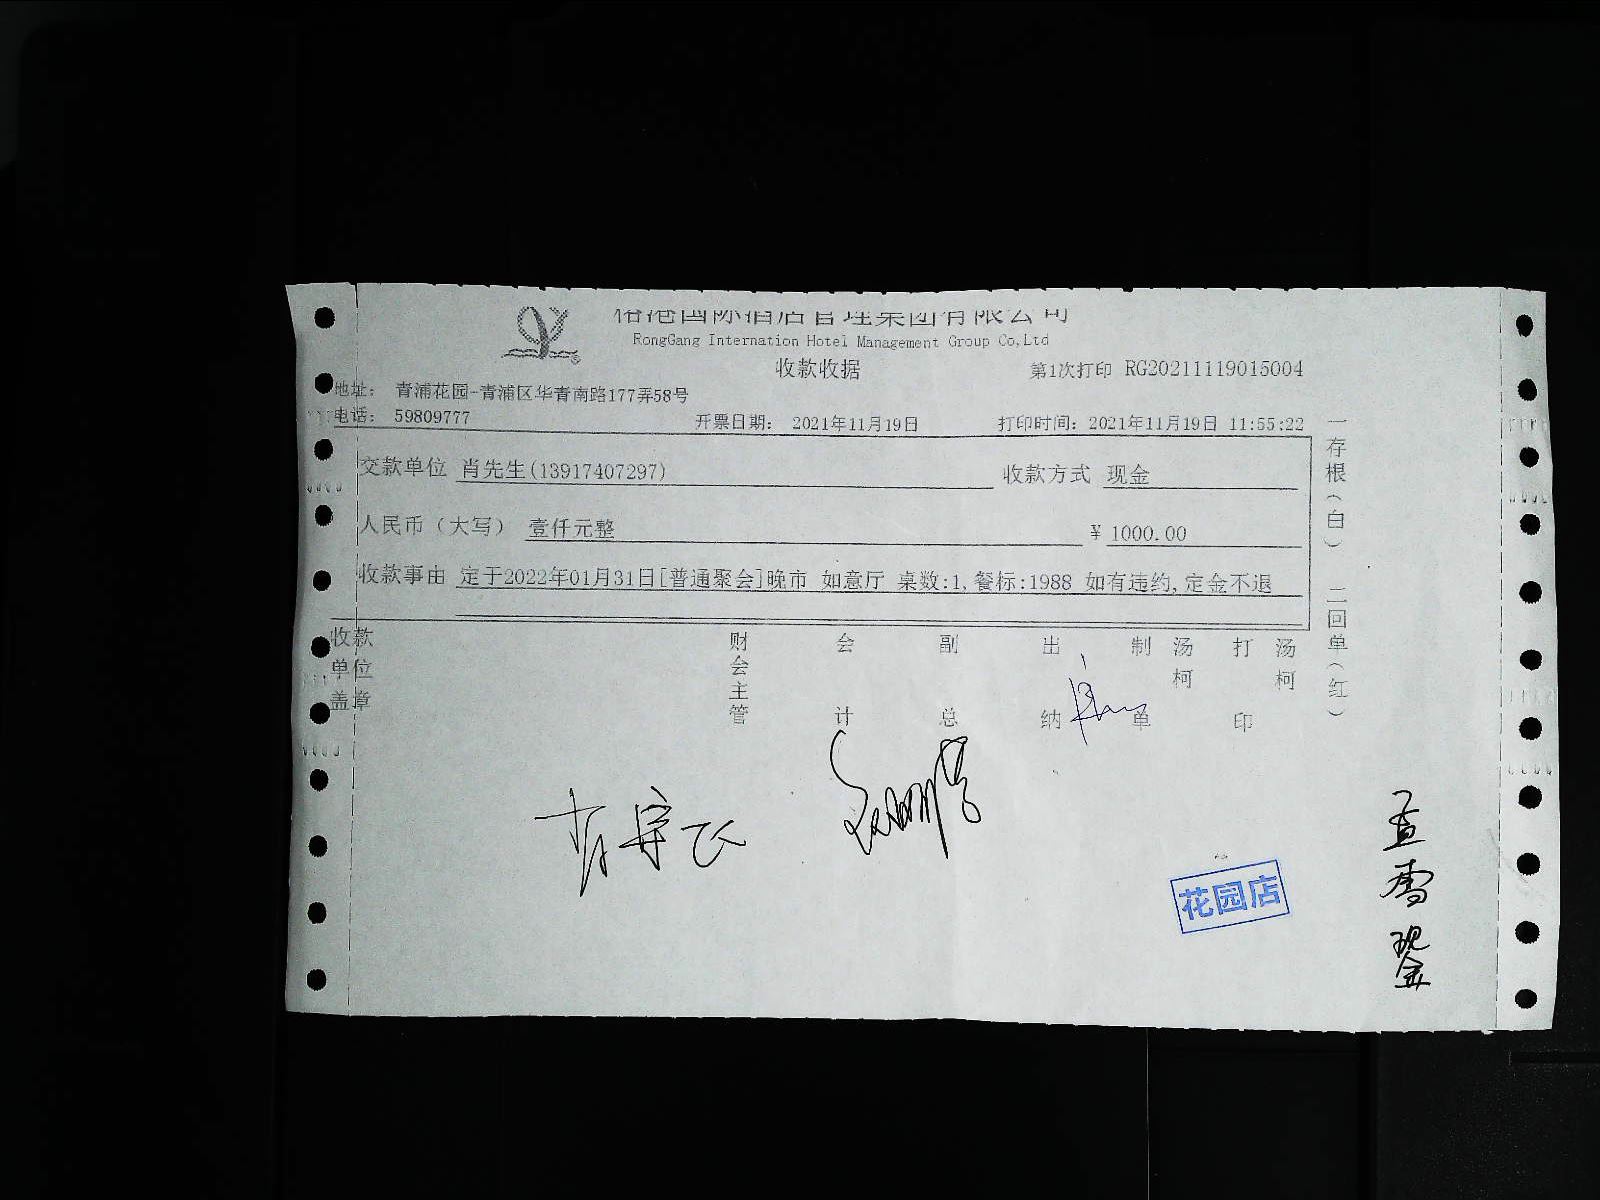 国际酒店管理集团有限公司
RongGang Internation Hotel Management Group Co,Ltd
收款收据
第1次打印 RG20211119015004
地址： 青浦花园-青浦区华青南路177弄58号
电话： 59809777
开票日期： 2021年11月19日
打印时间：2021年11月19日 11:55:22
交款单位 肖先生(13917407297)
收款方式 现金
人民币（大写） 壹仟元整
¥ 1000.00
收款事由 定于2022年01月31日[普通聚会]晚市 如意厅 桌数:1,餐标:1988 如有违约,定金不退
收款单位盖章
财会主管
会计
副总
出纳
制单
汤柯
打印
汤柯
一存根（白） 二回单（红）
肖宇飞
花园店
现金